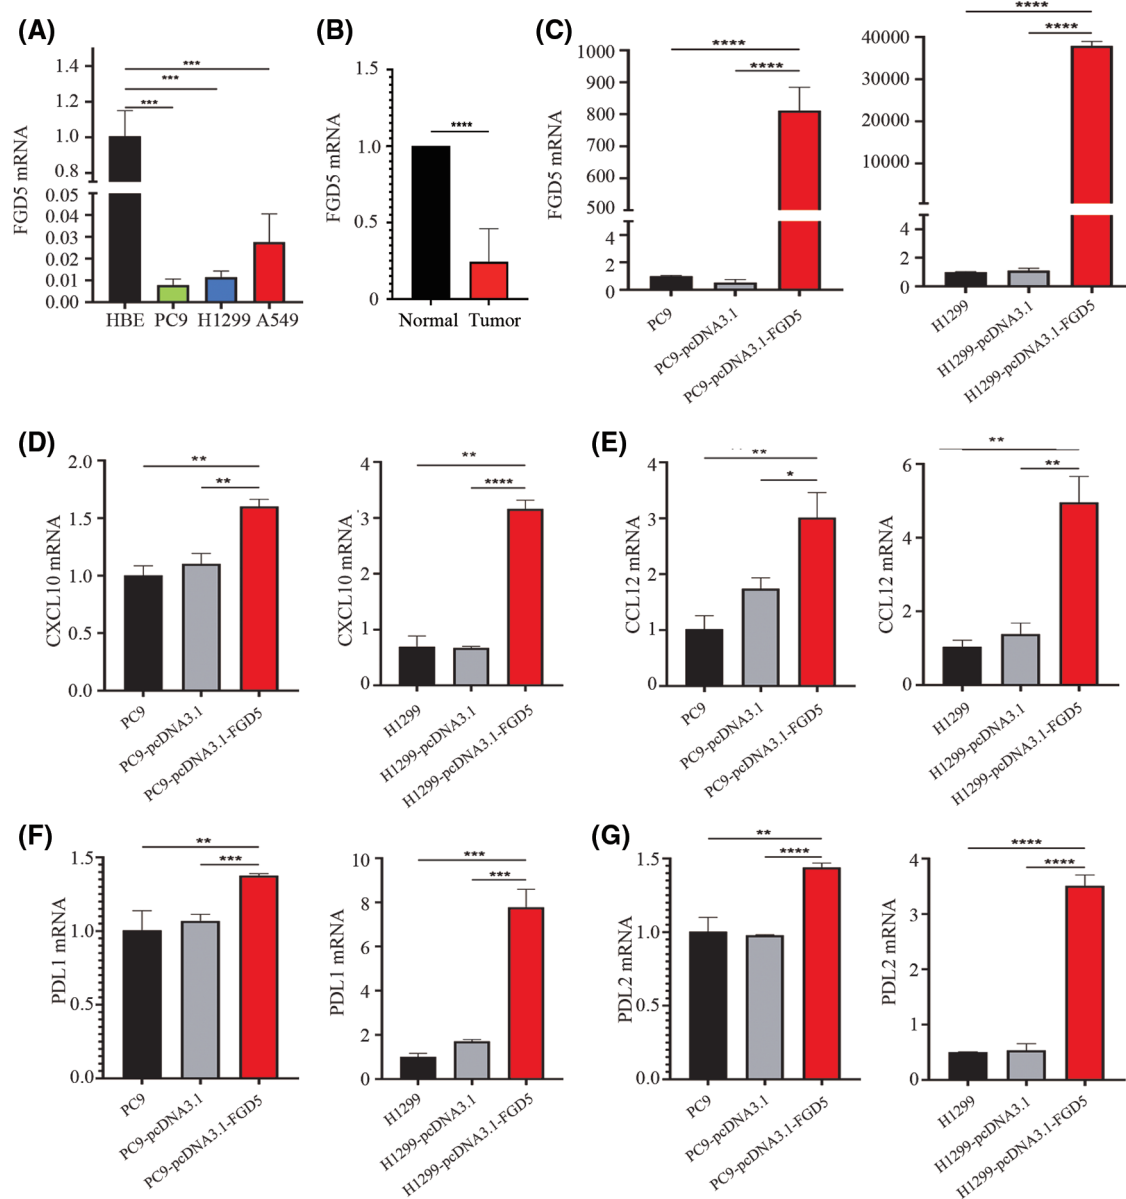 (A)
FGD5 mRNA
1.4
1.2
1.0
0.8
0.05
0.04
0.03
0.02
0.01
0.00
***
***
***
HBE PC9 H1299 A549
(B)
FGD5 mRNA
1.5
1.0
0.5
0
****
Normal Tumor
(C)
FGD5 mRNA
1000
900
800
700
600
500
4
2
0
****
****
PC9
PC9-pcDNA3.1
PC9-pcDNA3.1-FGD5
40000
30000
20000
10000
4
2
0
****
****
H1299
H1299-pcDNA3.1
H1299-pcDNA3.1-FGD5
(D)
CXCL10 mRNA
2.0
1.5
1.0
0.5
0.0
**
**
PC9
PC9-pcDNA3.1
PC9-pcDNA3.1-FGD5
CXCL10 mRNA
4
3
2
1
0
**
****
H1299
H1299-pcDNA3.1
H1299-pcDNA3.1-FGD5
(E)
CCL12 mRNA
4
3
2
1
0
**
*
PC9
PC9-pcDNA3.1
PC9-pcDNA3.1-FGD5
CCL12 mRNA
6
4
2
0
**
**
H1299
H1299-pcDNA3.1
H1299-pcDNA3.1-FGD5
(F)
PDL1 mRNA
1.5
1.0
0.5
0.0
**
***
PC9
PC9-pcDNA3.1
PC9-pcDNA3.1-FGD5
PDL1 mRNA
10
8
6
4
2
0
***
***
H1299
H1299-pcDNA3.1
H1299-pcDNA3.1-FGD5
(G)
PDL2 mRNA
1.5
1.0
0.5
0.0
**
****
PC9
PC9-pcDNA3.1
PC9-pcDNA3.1-FGD5
PDL2 mRNA
4
3
2
1
0
****
****
H1299
H1299-pcDNA3.1
H1299-pcDNA3.1-FGD5